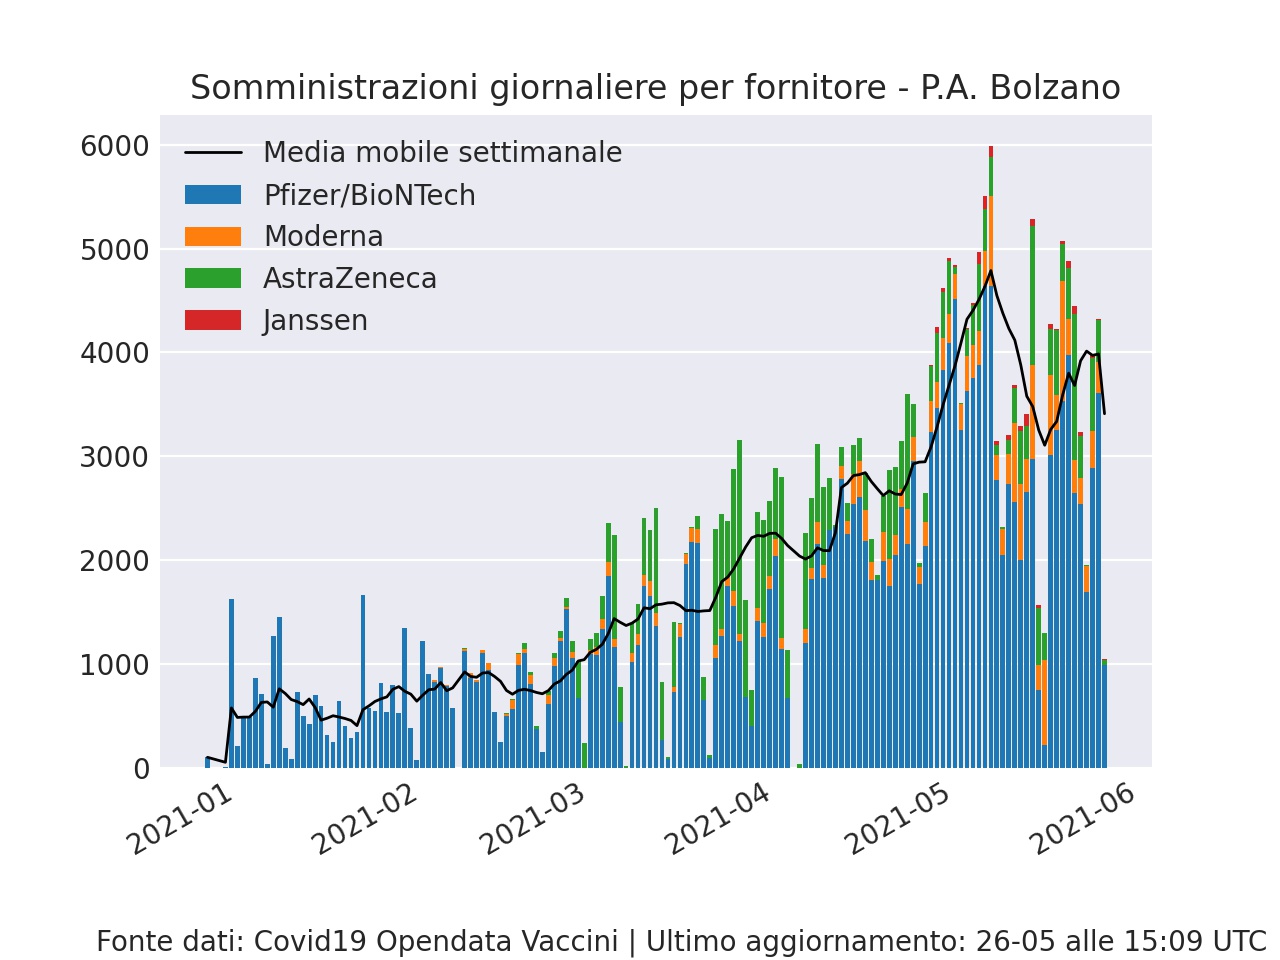 Somministrazioni giornaliere per fornitore - P.A. Bolzano
Media mobile settimanale
Pfizer/BioNTech
Moderna
AstraZeneca
Janssen
6000
5000
4000
3000
2000
1000
0
2021-01
2021-02
2021-03
2021-04
2021-05
2021-06
Fonte dati: Covid19 Opendata Vaccini | Ultimo aggiornamento: 26-05 alle 15:09 UTC